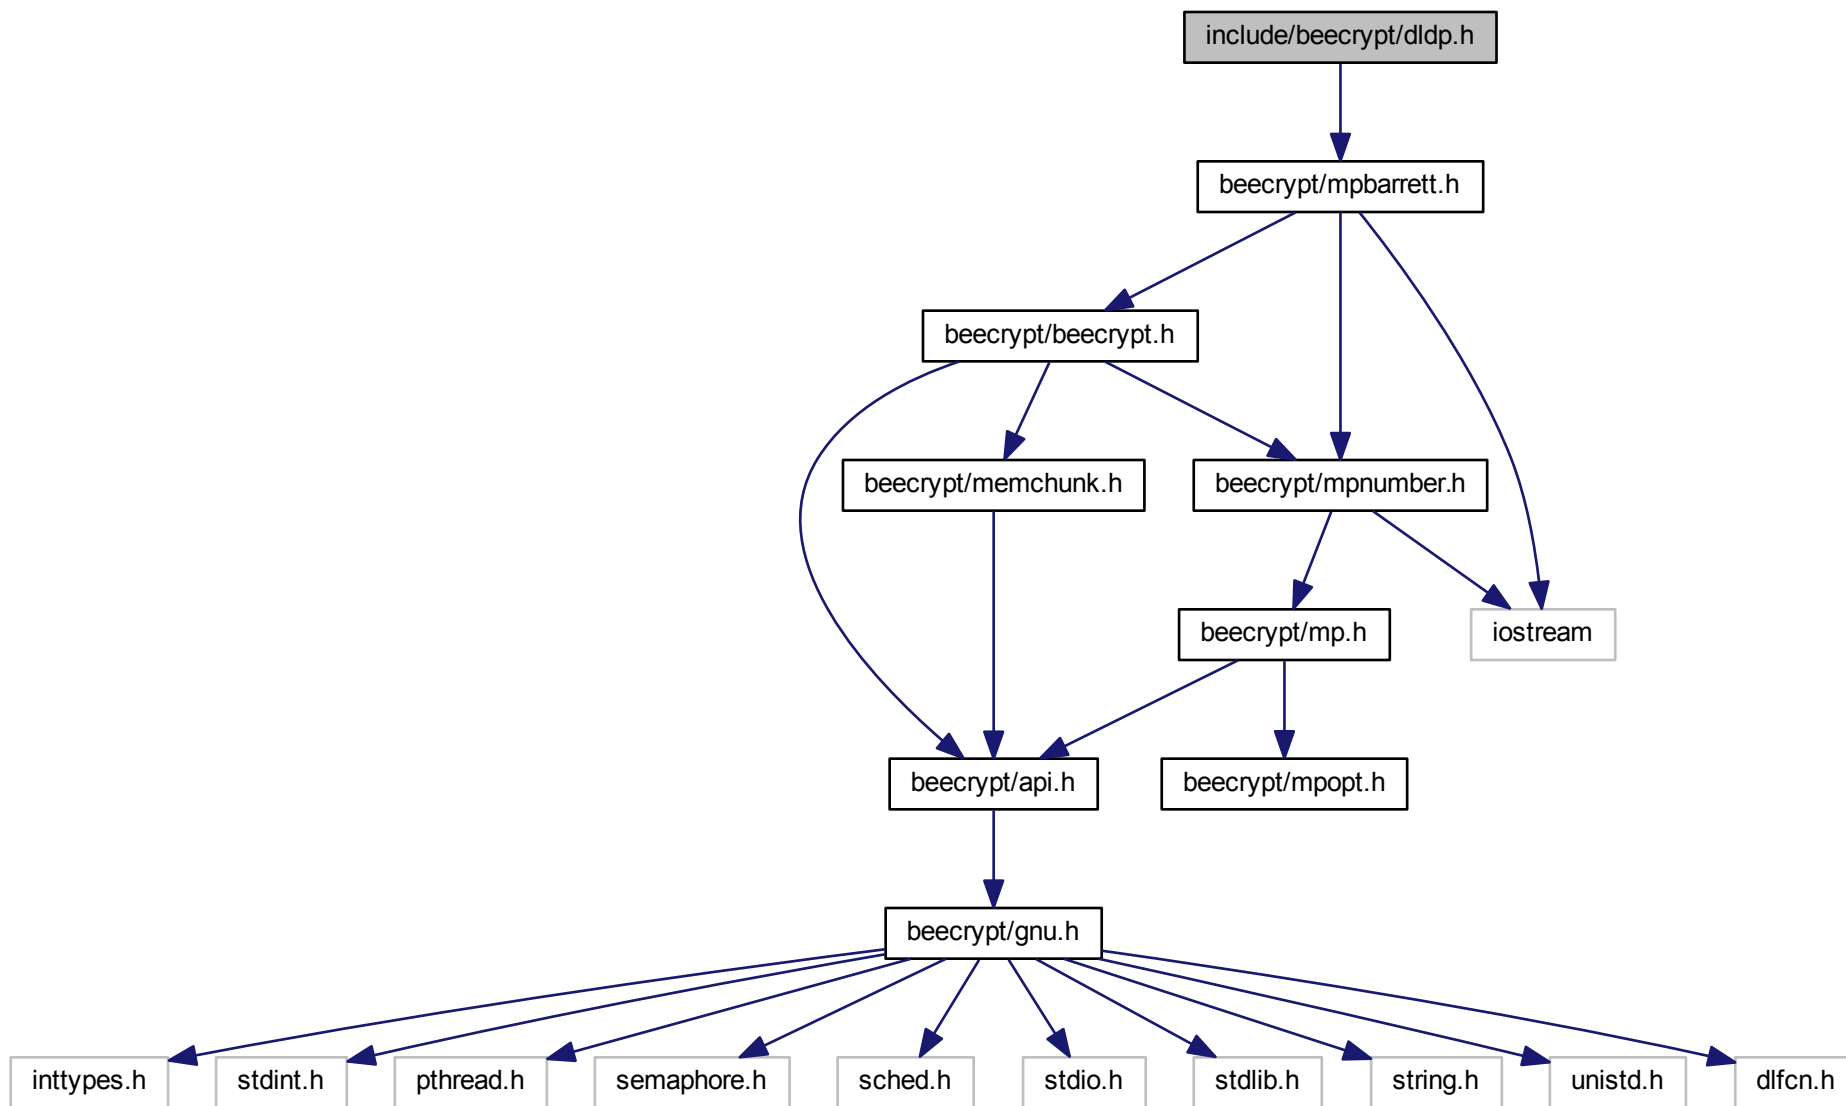 include/beecrypt/dldp.h
beecrypt/mpbarrett.h
beecrypt/beecrypt.h
beecrypt/memchunk.h
beecrypt/mpnumber.h
beecrypt/mp.h
iostream
beecrypt/api.h
beecrypt/mpopt.h
beecrypt/gnu.h
inttypes.h
stdint.h
pthread.h
semaphore.h
sched.h
stdio.h
stdlib.h
string.h
unistd.h
dlfcn.h